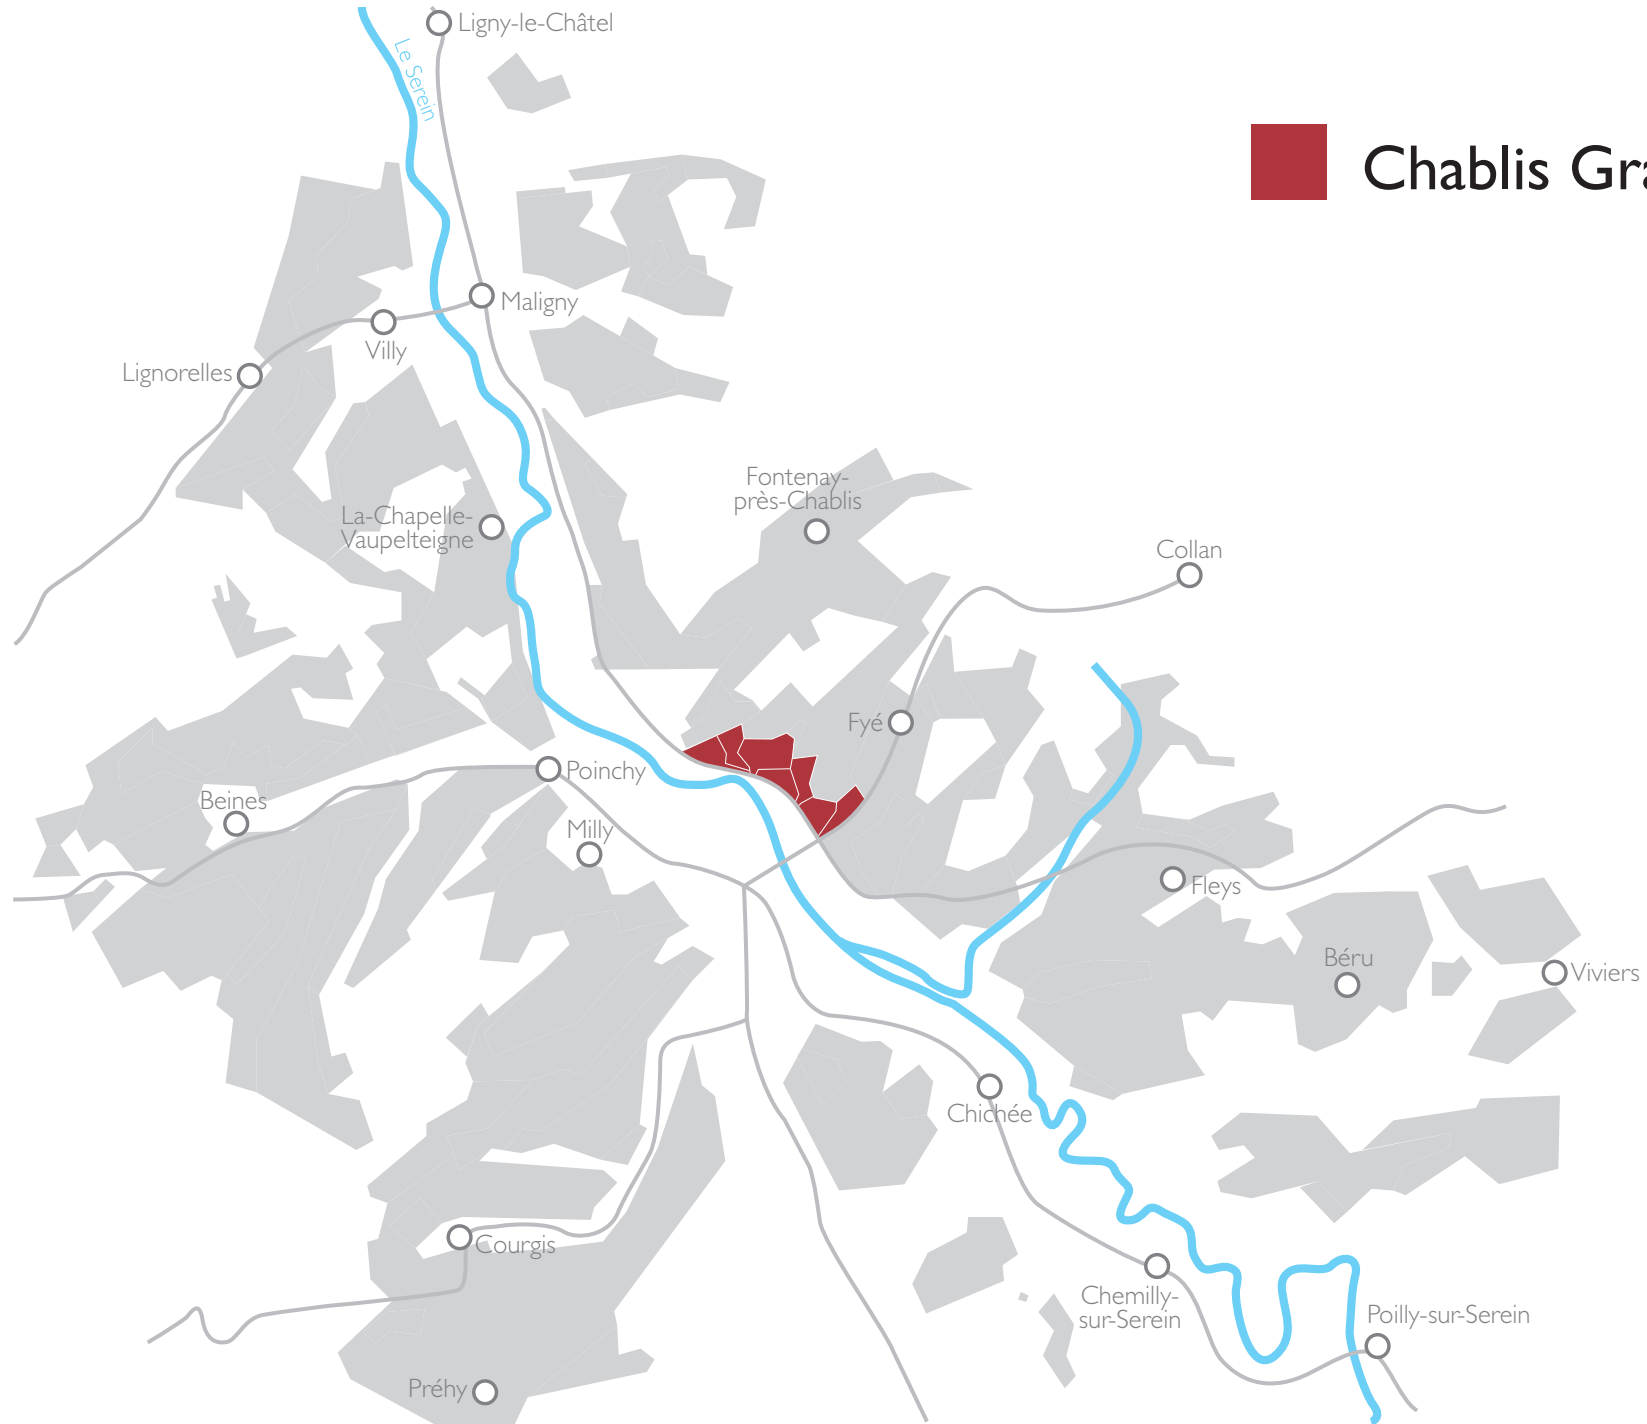 Ligny-le-Châtel
Le Serein
Chablis Gra
Maligny
Villy
Lignorelles
Fontenay-
près-Chablis
La-Chapelle-
Vaupelteigne
Collan
Fyé
Poinchy
Beines
Milly
Fleys
Béru
Viviers
Chichée
Courgis
Chemilly-
sur-Serein
Poilly-sur-Serein
Préhy